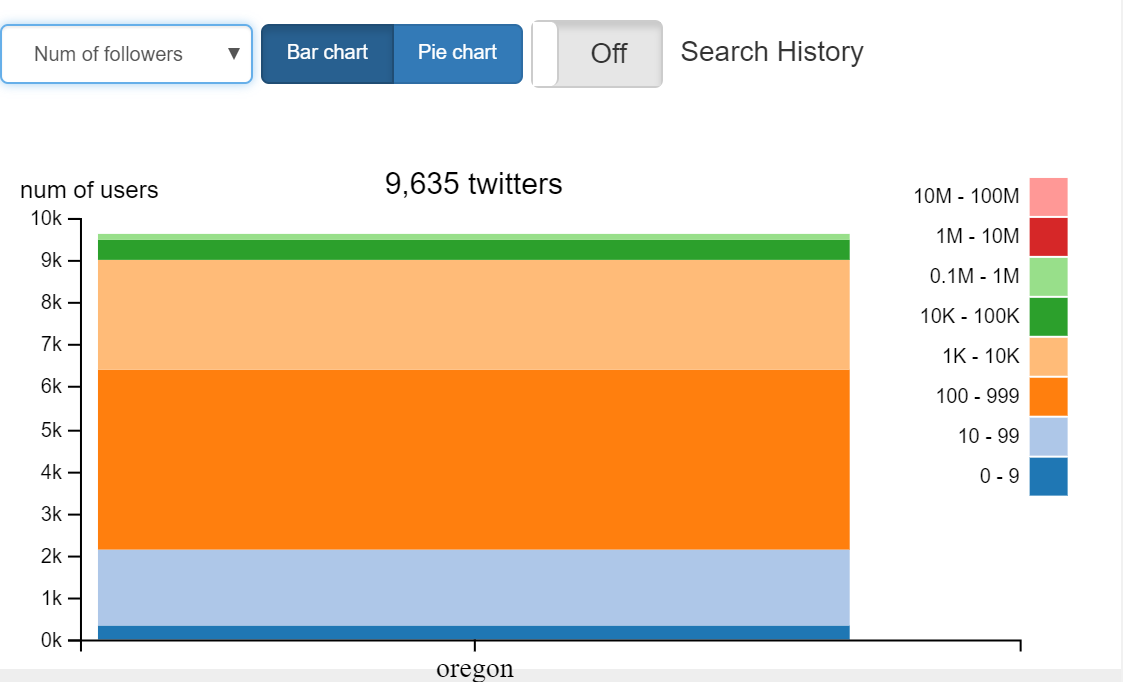 Num of followers ▼ Bar chart Pie chart Off Search History
9,635 twitters
num of users
10k
9k
8k
7k
6k
5k
4k
3k
2k
1k
0k
oregon
10M - 100M
1M - 10M
0.1M - 1M
10K - 100K
1K - 10K
100 - 999
10 - 99
0 - 9